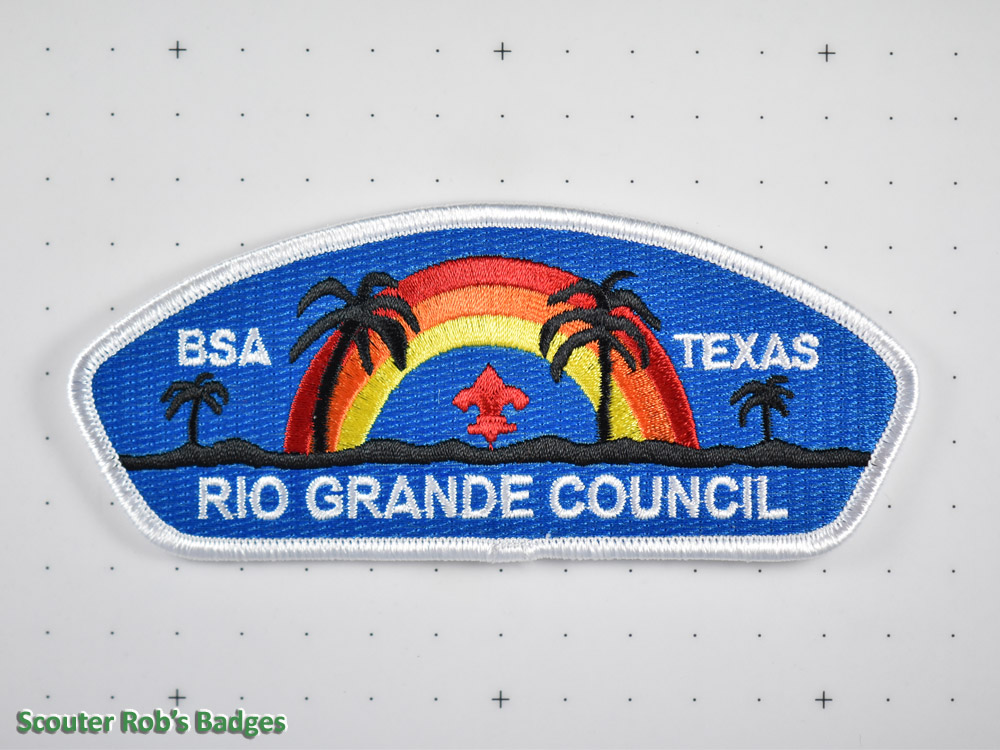 BSA TEXAS
RIO GRANDE COUNCIL
Scouter Rob's Badges